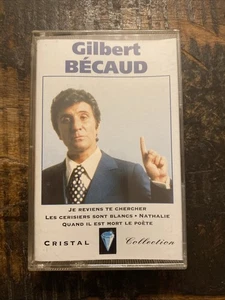 Gilbert
BÉCAUD
JE REVIENS TE CHERCHER
LES CERISIERS SONT BLANCS • NATHALIE
QUAND IL EST MORT LE POÈTE
CRISTAL Collection